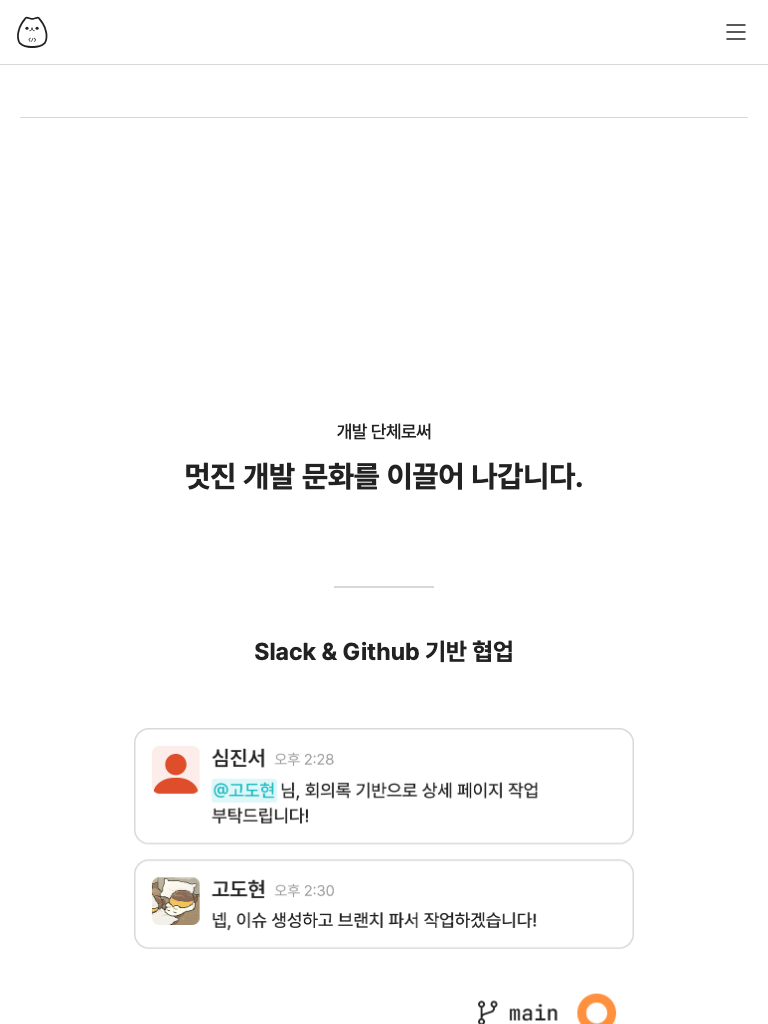 개발 단체로써
멋진 개발 문화를 이끌어 나갑니다.
Slack & Github 기반 협업
심진서 오후 2:28
@고도현 님, 회의록 기반으로 상세 페이지 작업
부탁드립니다!
고도현 오후 2:30
넵, 이슈 생성하고 브랜치 파서 작업하겠습니다!
main